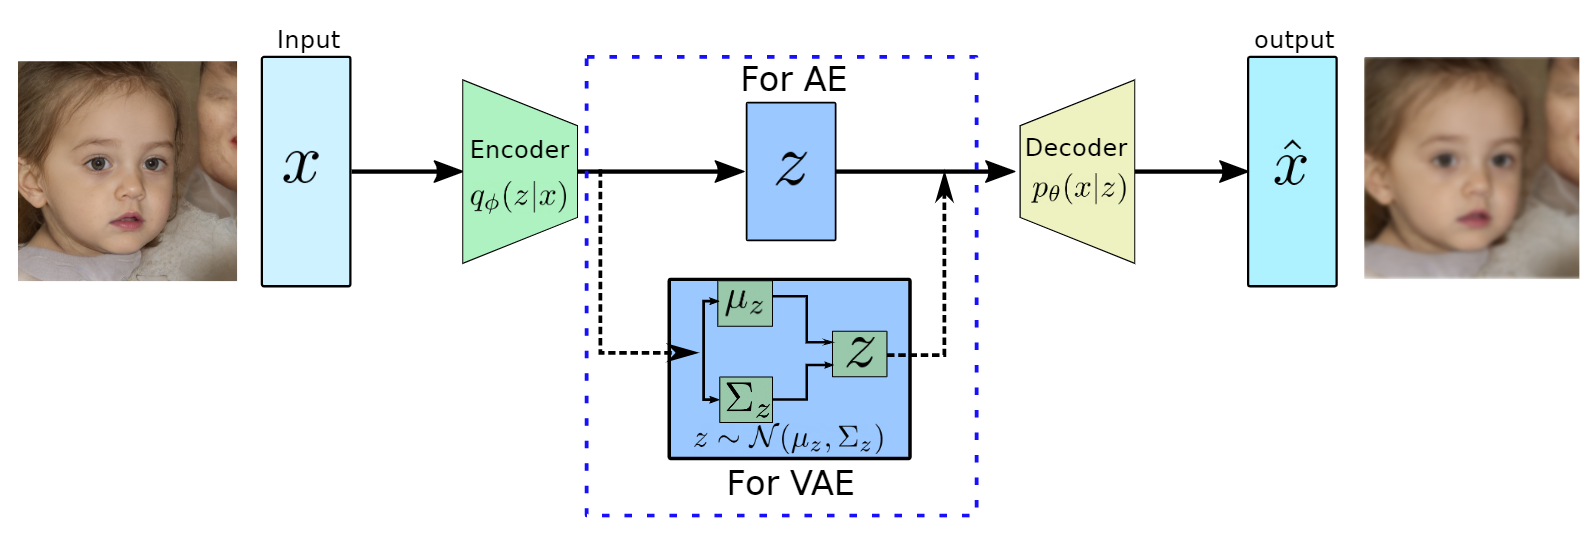 Input
x
Encoder
qϕ(z|x)
For AE
z
μz
Σz
z
z ∼ 𝒩(μz, Σz)
For VAE
Decoder
pθ(x|z)
output
x̂